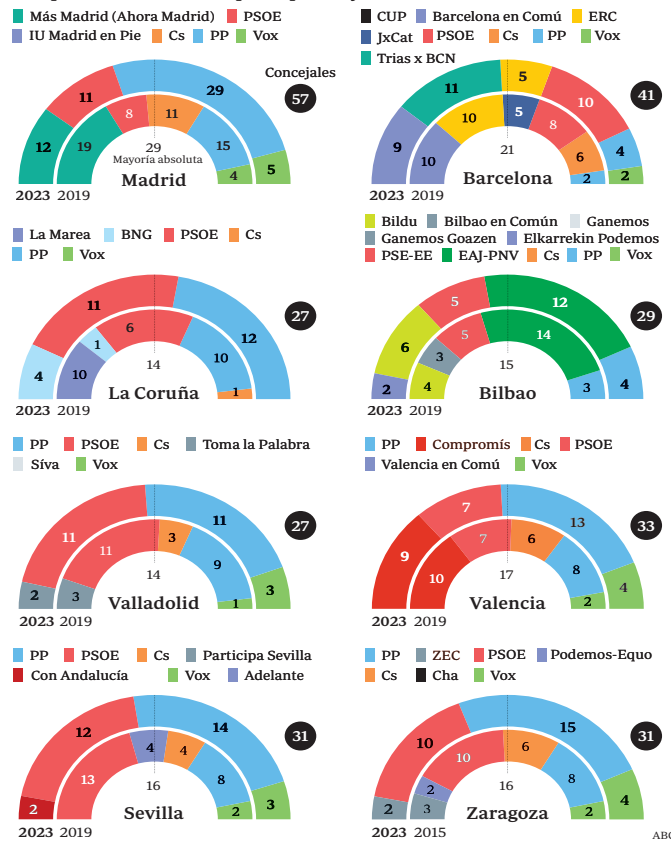 Más Madrid (Ahora Madrid) PSOE
IU Madrid en Pie Cs PP Vox
Concejales
57
12 11 29 5
19 8 11 15 4
29
Mayoría absoluta
Madrid
2023 2019
CUP Barcelona en Comú ERC
JxCat PSOE Cs PP Vox
Trias x BCN
41
9 11 5 10 4 2
10 10 5 8 6 2
21
Barcelona
2023 2019
La Marea BNG PSOE Cs
PP Vox
27
4 11 12
10 1 6 10 1
14
La Coruña
2023 2019
Bildu Bilbao en Común Ganemos
Ganemos Goazen Elkarrekin Podemos
PSE-EE EAJ-PNV Cs PP Vox
29
2 6 5 12 4
4 3 5 14 3
15
Bilbao
2023 2019
PP PSOE Cs Toma la Palabra
Síva Vox
27
2 11 11 3
3 11 3 9 1
14
Valladolid
2023 2019
PP Compromís Cs PSOE
Valencia en Comú Vox
33
9 7 13 4
10 7 6 8 2
17
Valencia
2023 2019
PP PSOE Cs Participa Sevilla
Con Andalucía Vox Adelante
31
2 12 14 3
13 4 4 8 2
16
Sevilla
2023 2019
PP ZEC PSOE Podemos-Equo
Cs Cha Vox
31
2 10 15 4
3 2 10 6 8 2
16
Zaragoza
2023 2015
ABC